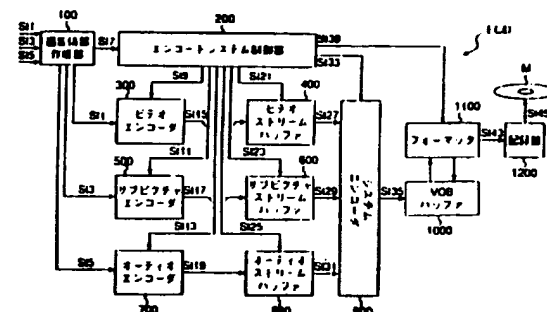 100
200
St1
St3
St5
編集情報
作成部
St7
エンコードシステム制御部
St39
St33
ECD
M
St9
St21
300
400
1100
St45
St1
ビデオ
エンコーダ
St15
ビデオ
ストリーム
バッファ
St27
フォーマッタ
St43
記録部
1200
St11
St23
500
600
St3
サブピクチャ
エンコーダ
St17
サブピクチャ
ストリーム
バッファ
St29
システム
エンコーダ
St35
VOB
バッファ
1000
St13
St25
St5
オーディオ
エンコーダ
St19
オーディオ
ストリーム
バッファ
St31
700
800
900